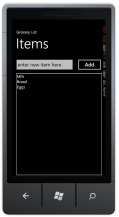 Grocery List
Items
enter new item here
Add
Milk
Bread
Eggs